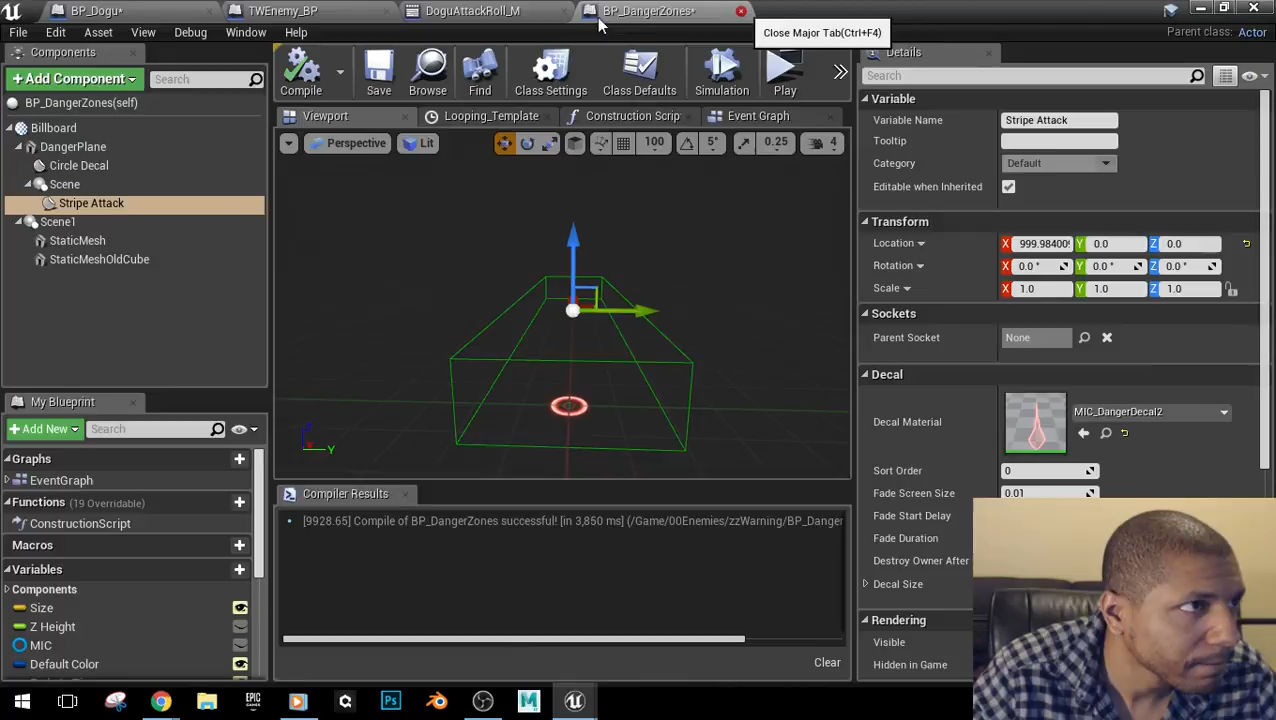 BP_Dogu*
TWEnemy_BP
DoguAttackRoll_M
BP_DangerZones*
File Edit Asset View Debug Window Help
Close Major Tab(Ctrl+F4)
Parent class: Actor
Components
Details
+Add Component
Search
Compile
Save
Browse
Find
Class Settings
Class Defaults
Simulation
Play
Search
BP_DangerZones(self)
Variable
Viewport
Looping_Template
Construction Scrip
Event Graph
Variable Name Stripe Attack
Billboard
Tooltip
DangerPlane
Perspective Lit 100 5° 0.25 4
Category Default
Circle Decal
Scene
Editable when Inherited
Stripe Attack
Scene1
Transform
StaticMesh
Location X 999.98400 Y 0.0 Z 0.0
StaticMeshOldCube
Rotation X 0.0 ° Y 0.0 ° Z 0.0 °
Scale X 1.0 Y 1.0 Z 1.0
Sockets
Parent Socket None
Decal
My Blueprint
Decal Material MIC_DangerDecal2
+Add New Search
Z
Y
Graphs
Sort Order 0
EventGraph
Compiler Results
Fade Screen Size 0.01
Functions (19 Overridable)
Fade Start Delay
ConstructionScript
[9928.65] Compile of BP_DangerZones successful! [in 3,850 ms] (/Game/00Enemies/zzWarning/BP_Danger
Fade Duration
Macros
Destroy Owner After
Variables
Decal Size
Components
Size
Rendering
Z Height
MIC
Visible
Default Color
Clear
Hidden in Game
EPIC GAMES
Ps
M